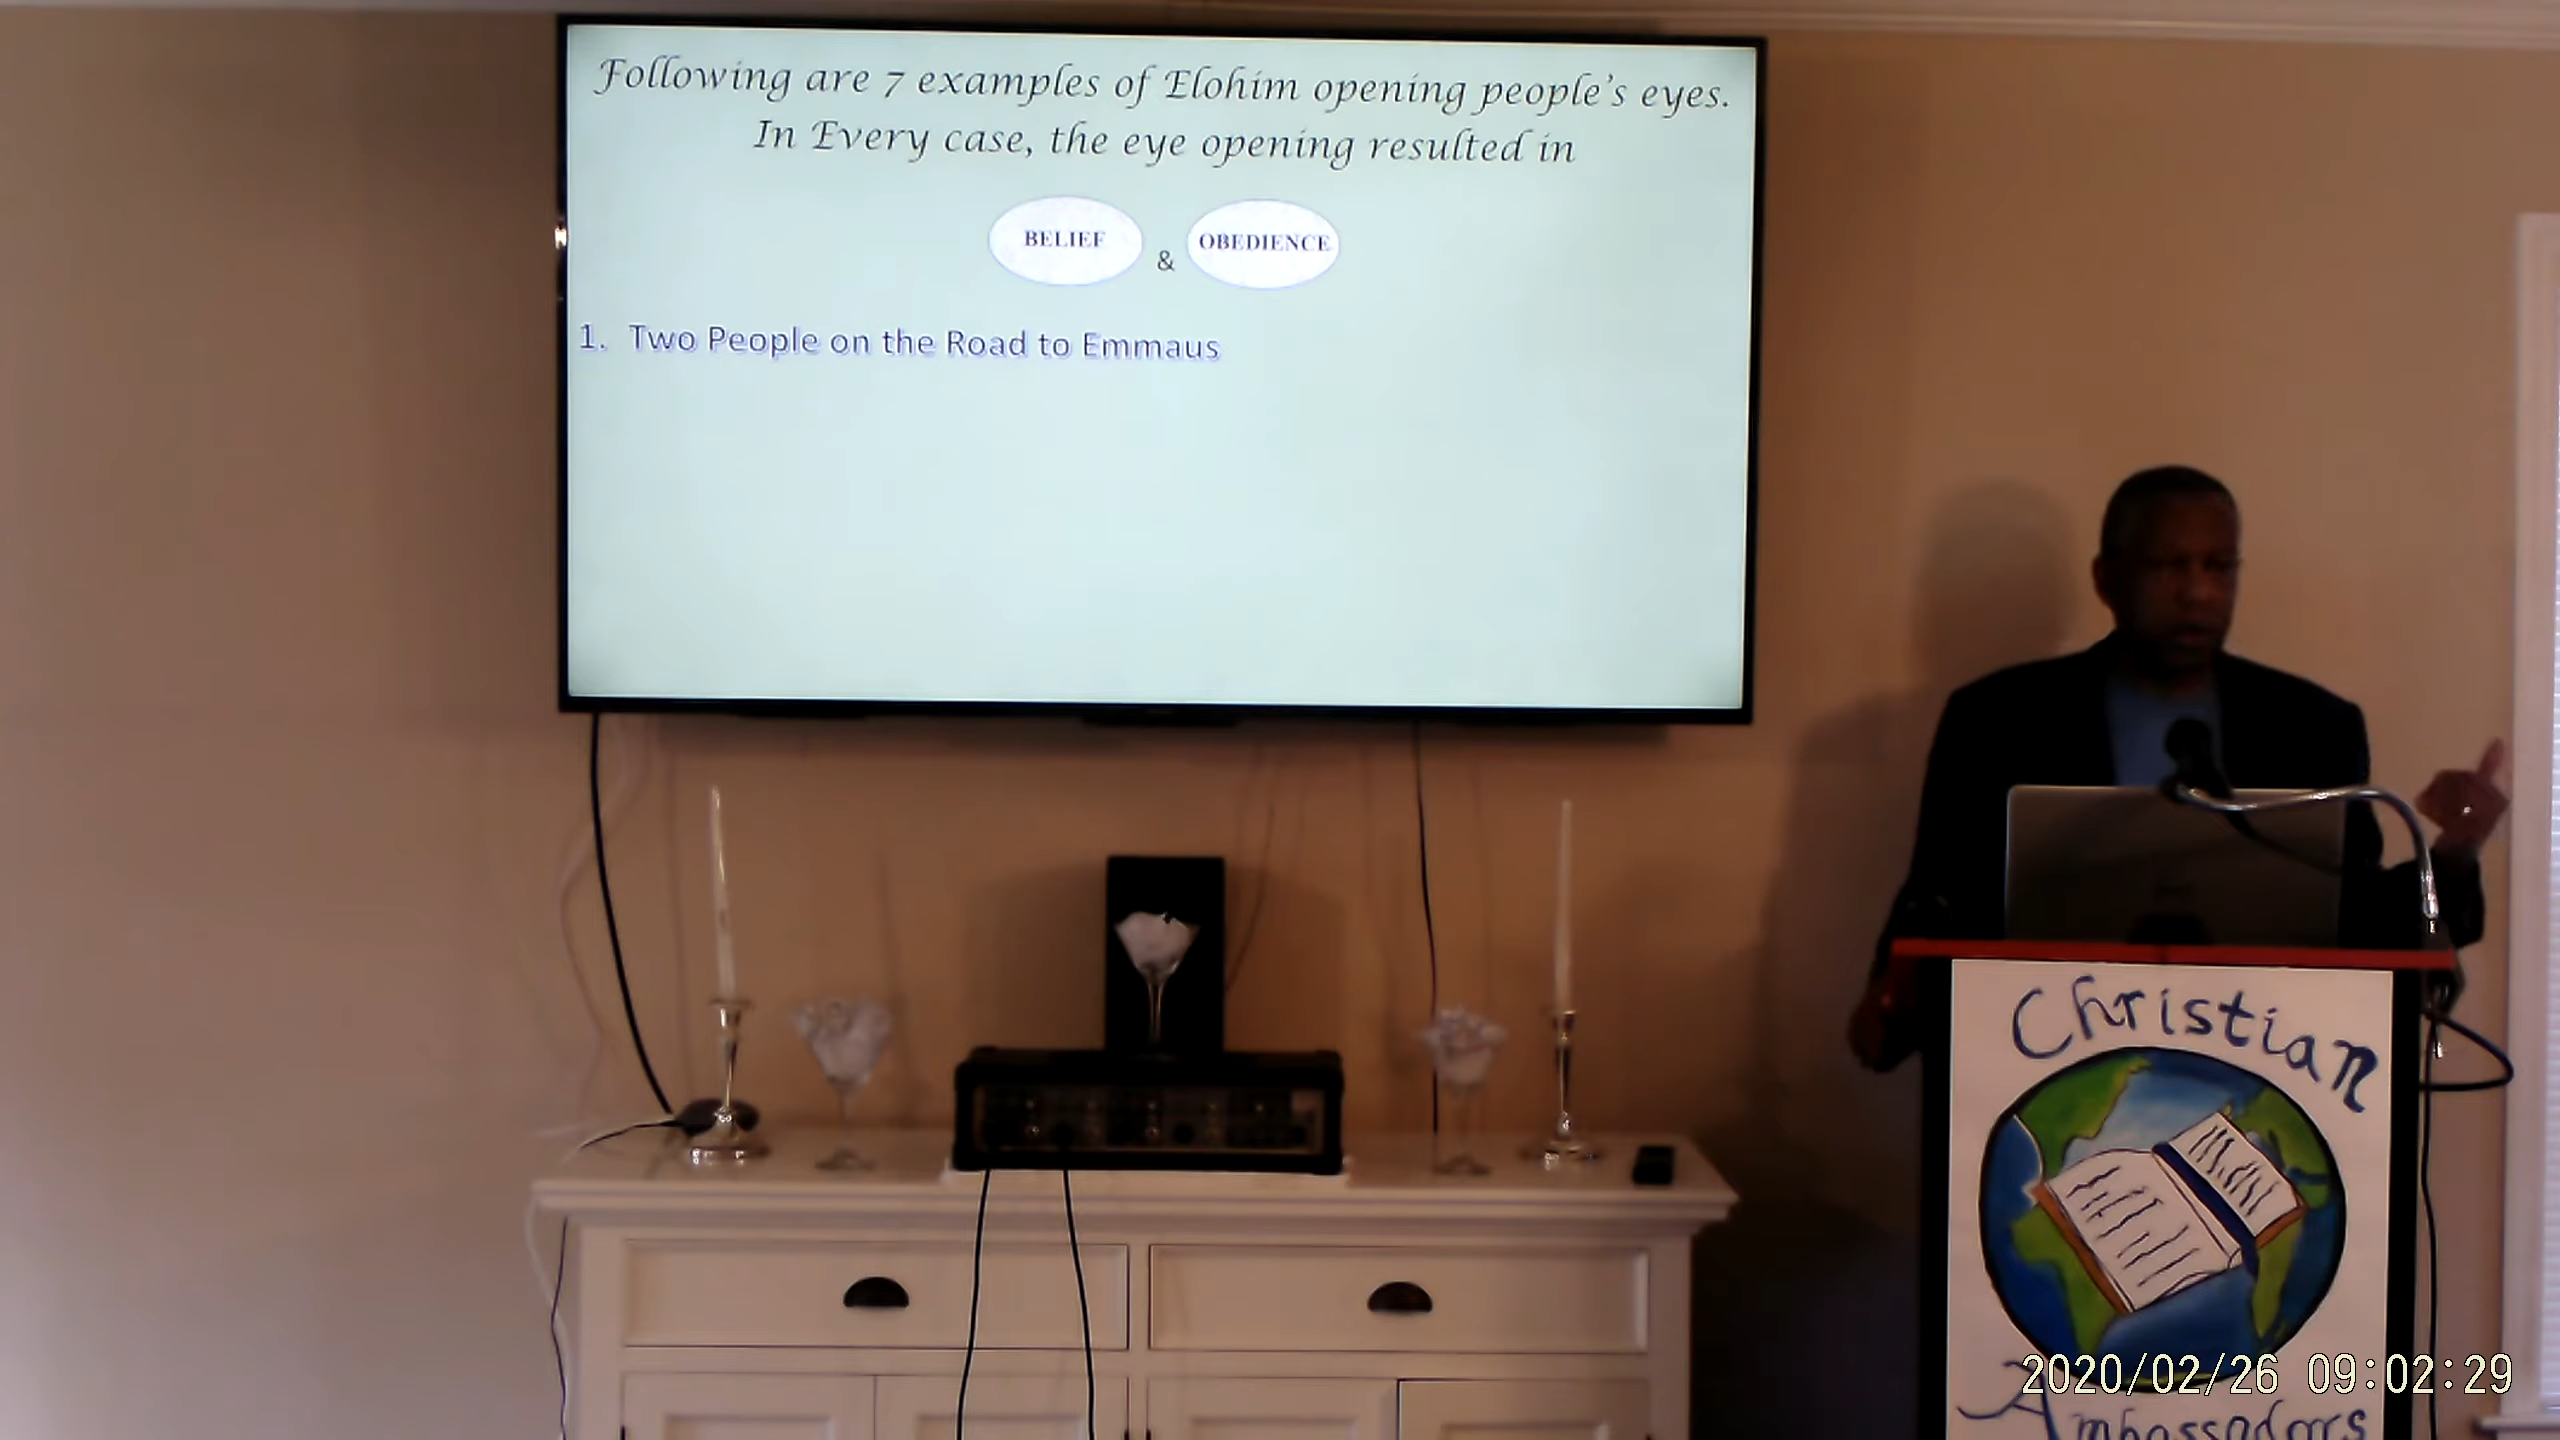 Following are 7 examples of Elohim opening people's eyes.
In Every case, the eye opening resulted in
BELIEF & OBEDIENCE
1. Two People on the Road to Emmaus
Christian
Ambassadors
2020/02/26 09:02:29